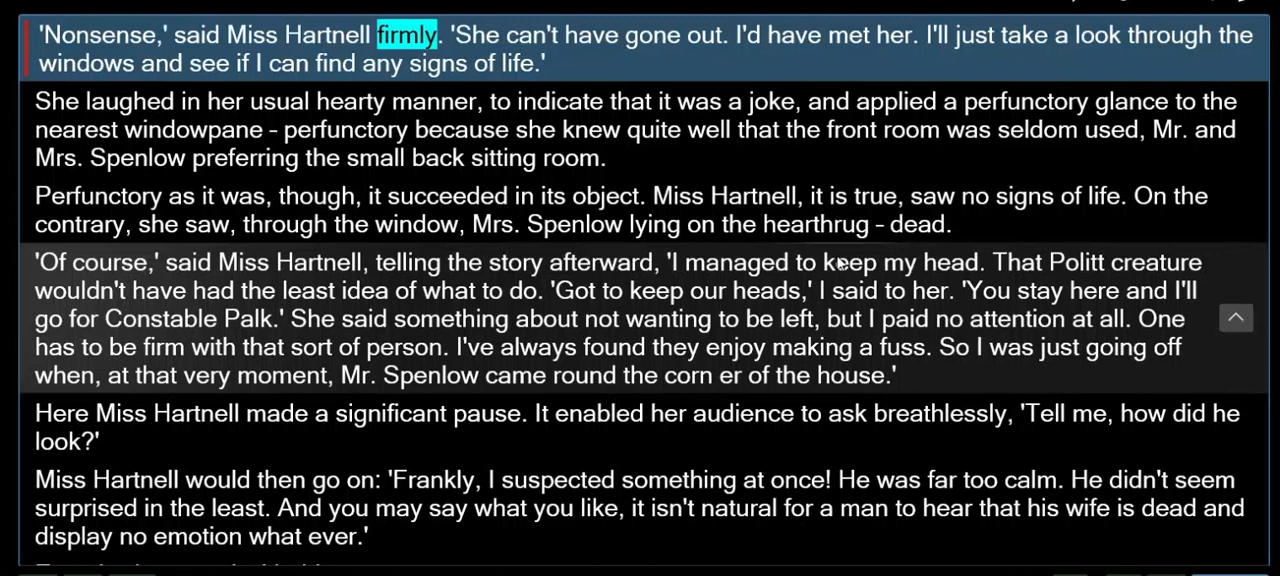 'Nonsense,' said Miss Hartnell firmly. 'She can't have gone out. I'd have met her. I'll just take a look through the
windows and see if I can find any signs of life.'
She laughed in her usual hearty manner, to indicate that it was a joke, and applied a perfunctory glance to the
nearest windowpane - perfunctory because she knew quite well that the front room was seldom used, Mr. and
Mrs. Spenlow preferring the small back sitting room.
Perfunctory as it was, though, it succeeded in its object. Miss Hartnell, it is true, saw no signs of life. On the
contrary, she saw, through the window, Mrs. Spenlow lying on the hearthrug - dead.
'Of course,' said Miss Hartnell, telling the story afterward, 'I managed to keep my head. That Politt creature
wouldn't have had the least idea of what to do. 'Got to keep our heads,' I said to her. 'You stay here and I'll
go for Constable Palk.' She said something about not wanting to be left, but I paid no attention at all. One
has to be firm with that sort of person. I've always found they enjoy making a fuss. So I was just going off
when, at that very moment, Mr. Spenlow came round the corn er of the house.'
Here Miss Hartnell made a significant pause. It enabled her audience to ask breathlessly, 'Tell me, how did he
look?'
Miss Hartnell would then go on: 'Frankly, I suspected something at once! He was far too calm. He didn't seem
surprised in the least. And you may say what you like, it isn't natural for a man to hear that his wife is dead and
display no emotion what ever.'